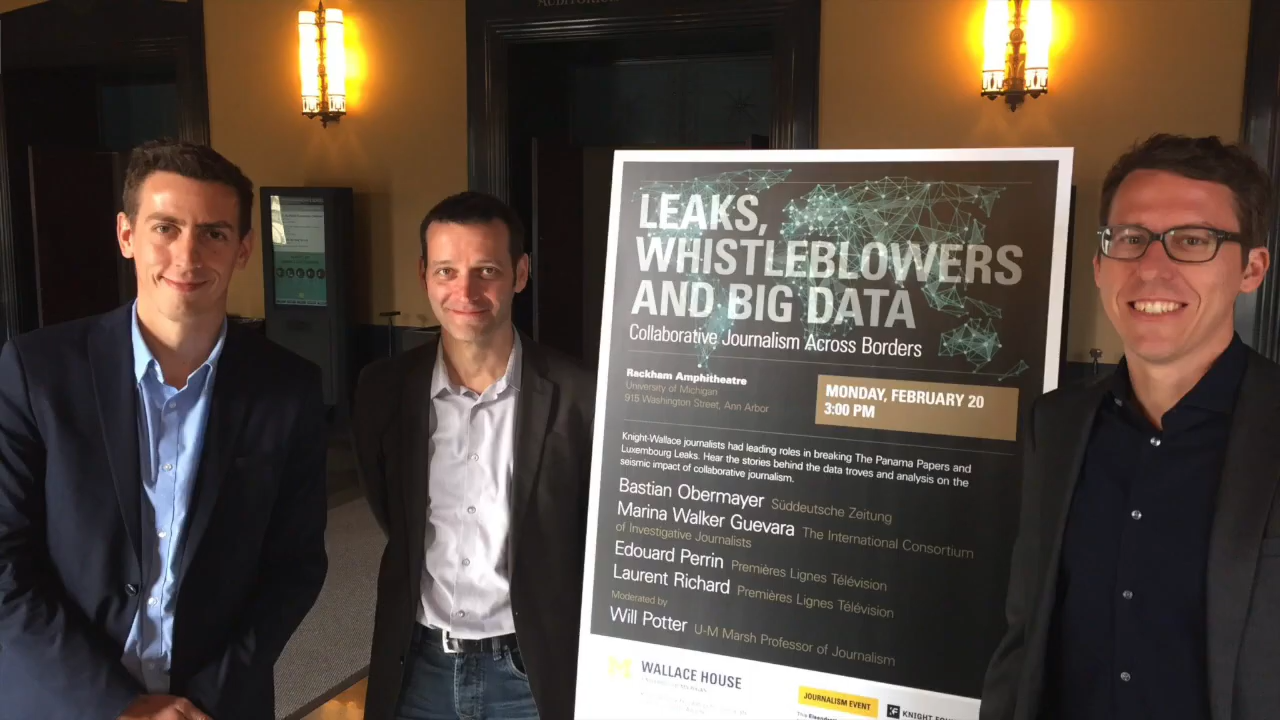 AUDITORIUM
LEAKS,
WHISTLEBLOWERS
AND BIG DATA
Collaborative Journalism Across Borders
Rackham Amphitheatre
University of Michigan
915 Washington Street, Ann Arbor
MONDAY, FEBRUARY 20
3:00 PM
Knight-Wallace journalists had leading roles in breaking The Panama Papers and
Luxembourg Leaks. Hear the stories behind the data troves and analysis on the
seismic impact of collaborative journalism.
Bastian Obermayer Süddeutsche Zeitung
Marina Walker Guevara The International Consortium
of Investigative Journalists
Edouard Perrin Premières Lignes Télévision
Laurent Richard Premières Lignes Télévision
Moderated by
Will Potter U-M Marsh Professor of Journalism
M WALLACE HOUSE
JOURNALISM EVENT
KNIGHT